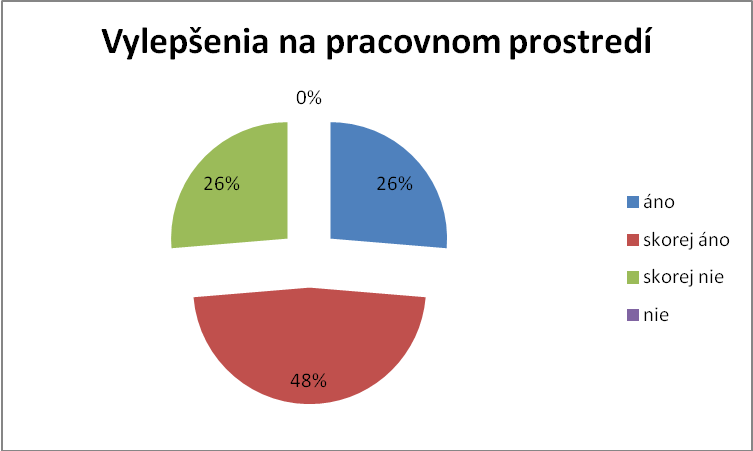 Vylepšenia na pracovnom prostredí
0%
26%
26%
48%
áno
skorej áno
skorej nie
nie